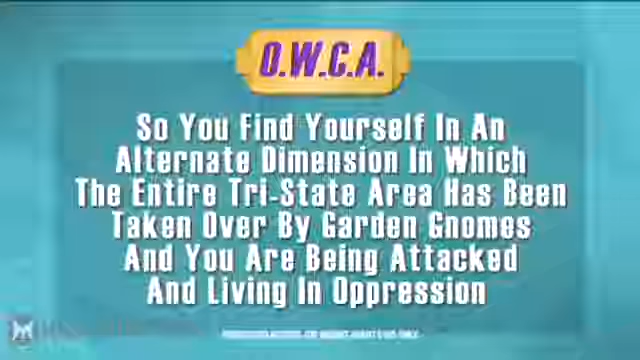 O.W.C.A.
So You Find Yourself In An
Alternate Dimension In Which
The Entire Tri-State Area Has Been
Taken Over By Garden Gnomes
And You Are Being Attacked
And Living In Oppression